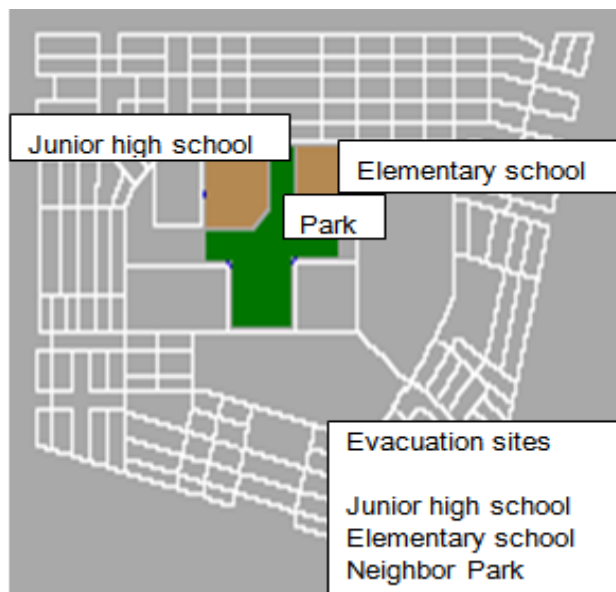 Junior high school
Elementary school
Park
Evacuation sites
Junior high school
Elementary school
Neighbor Park